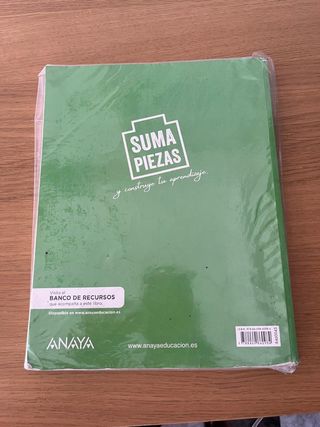 SUMA
PIEZAS
y construye tu aprendizaje.
Visita el
BANCO DE RECURSOS
que acompaña a este libro.
Disponible en www.anayaeducacion.es
ANAYA
www.anayaeducacion.es